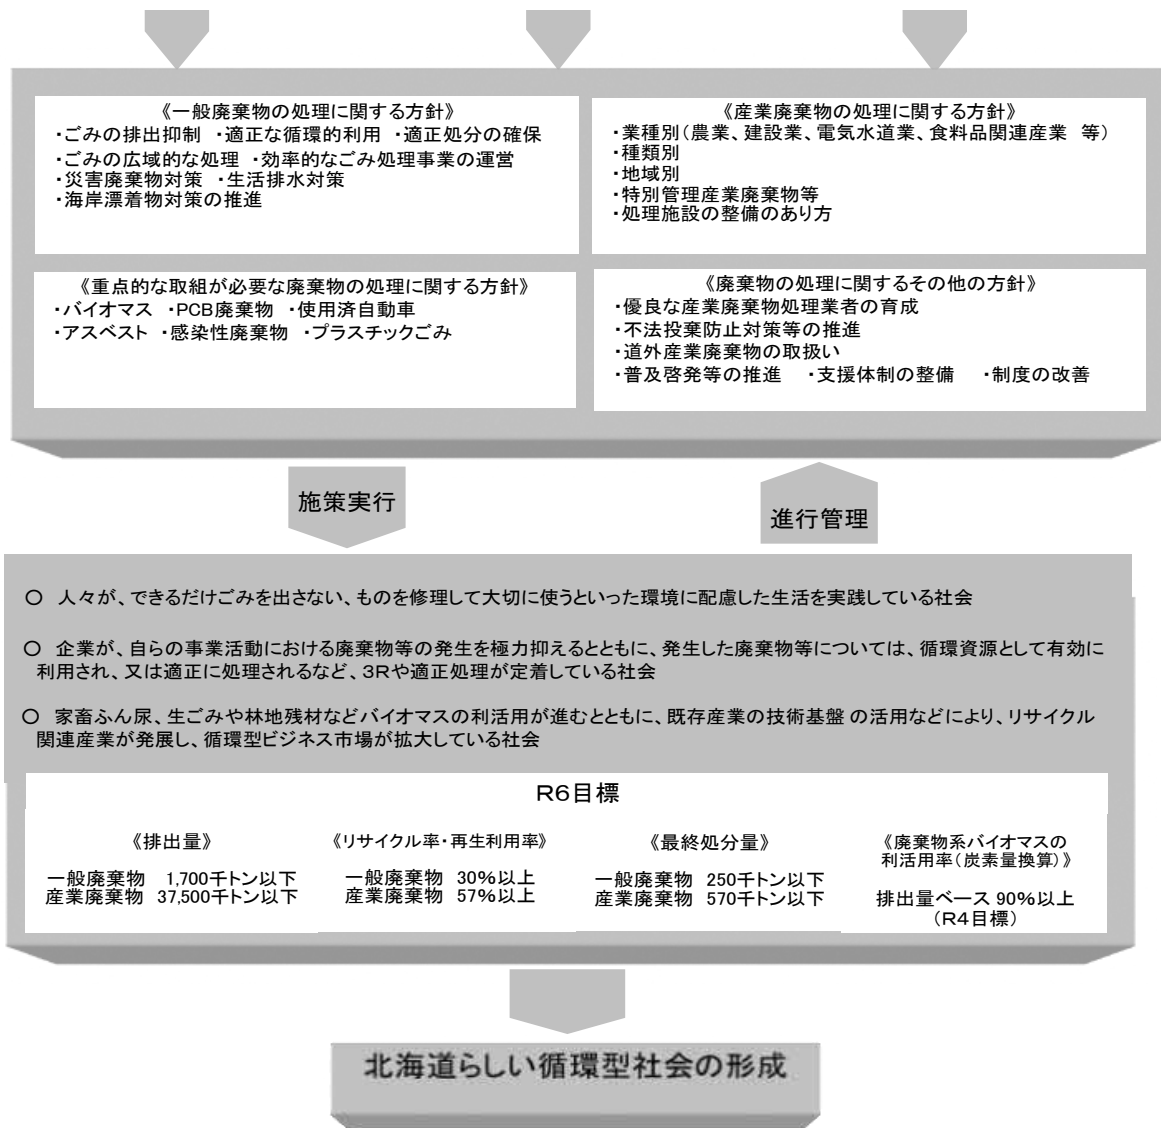 《一般廃棄物の処理に関する方針》
・ごみの排出抑制 ・適正な循環的利用 ・適正処分の確保
・ごみの広域的な処理 ・効率的なごみ処理事業の運営
・災害廃棄物対策 ・生活排水対策
・海岸漂着物対策の推進
《産業廃棄物の処理に関する方針》
・業種別(農業、建設業、電気水道業、食料品関連産業 等)
・種類別
・地域別
・特別管理産業廃棄物等
・処理施設の整備のあり方
《重点的な取組が必要な廃棄物の処理に関する方針》
・バイオマス ・PCB廃棄物 ・使用済自動車
・アスベスト ・感染性廃棄物 ・プラスチックごみ
《廃棄物の処理に関するその他の方針》
・優良な産業廃棄物処理業者の育成
・不法投棄防止対策等の推進
・道外産業廃棄物の取扱い
・普及啓発等の推進 ・支援体制の整備 ・制度の改善
施策実行
進行管理
○ 人々が、できるだけごみを出さない、ものを修理して大切に使うといった環境に配慮した生活を実践している社会
○ 企業が、自らの事業活動における廃棄物等の発生を極力抑えるとともに、発生した廃棄物等については、循環資源として有効に
利用され、又は適正に処理されるなど、3Rや適正処理が定着している社会
○ 家畜ふん尿、生ごみや林地残材などバイオマスの利活用が進むとともに、既存産業の技術基盤 の活用などにより、リサイクル
関連産業が発展し、循環型ビジネス市場が拡大している社会
R6目標
《排出量》
一般廃棄物 1,700千トン以下
産業廃棄物 37,500千トン以下
《リサイクル率・再生利用率》
一般廃棄物 30%以上
産業廃棄物 57%以上
《最終処分量》
一般廃棄物 250千トン以下
産業廃棄物 570千トン以下
《廃棄物系バイオマスの
利活用率(炭素量換算)》
排出量ベース 90%以上
(R4目標)
北海道らしい循環型社会の形成